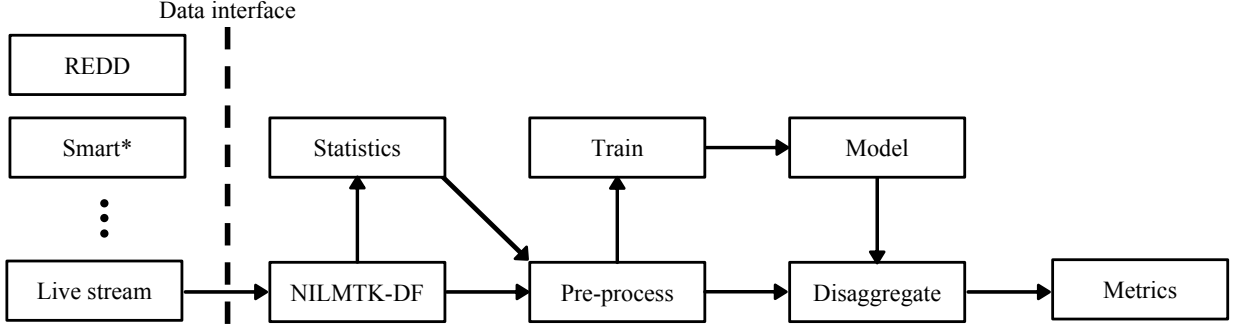 Data interface
REDD
Smart*
Statistics
Train
Model
Live stream
NILMTK-DF
Pre-process
Disaggregate
Metrics